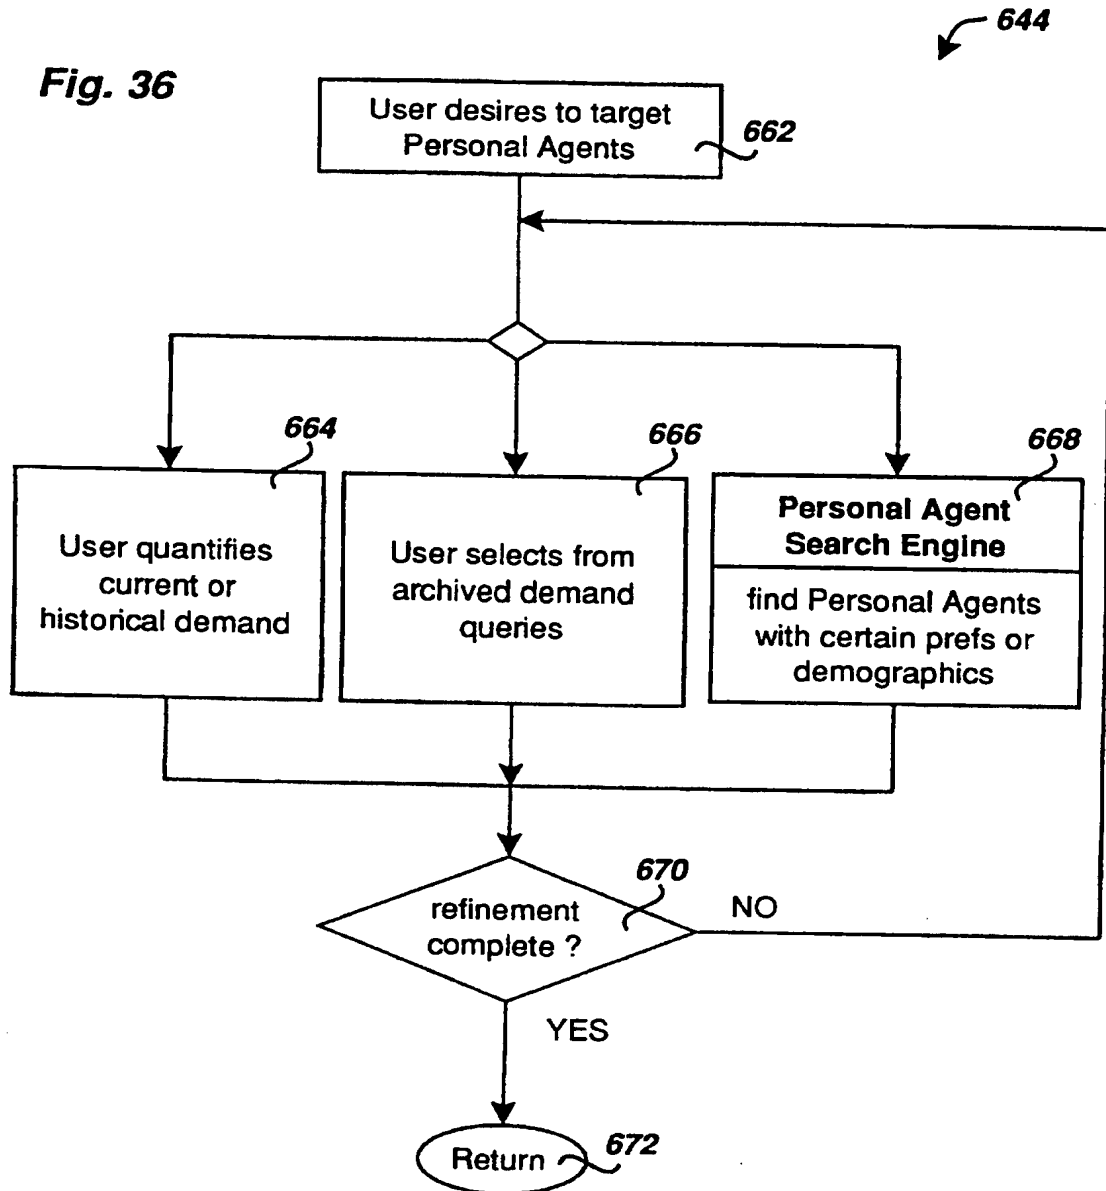 644
Fig. 36
User desires to target
Personal Agents
662
664
User quantifies
current or
historical demand
666
User selects from
archived demand
queries
668
Personal Agent
Search Engine
find Personal Agents
with certain prefs or
demographics
670
refinement
complete ?
NO
YES
Return
672